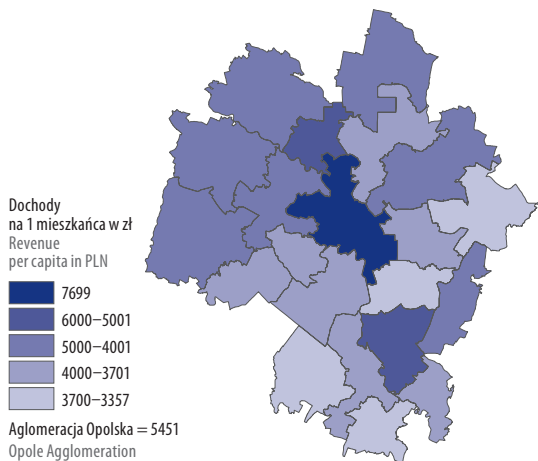 Dochody
na 1 mieszkańca w zł
Revenue
per capita in PLN
7699
6000–5001
5000–4001
4000–3701
3700–3357
Aglomeracja Opolska = 5451
Opole Agglomeration